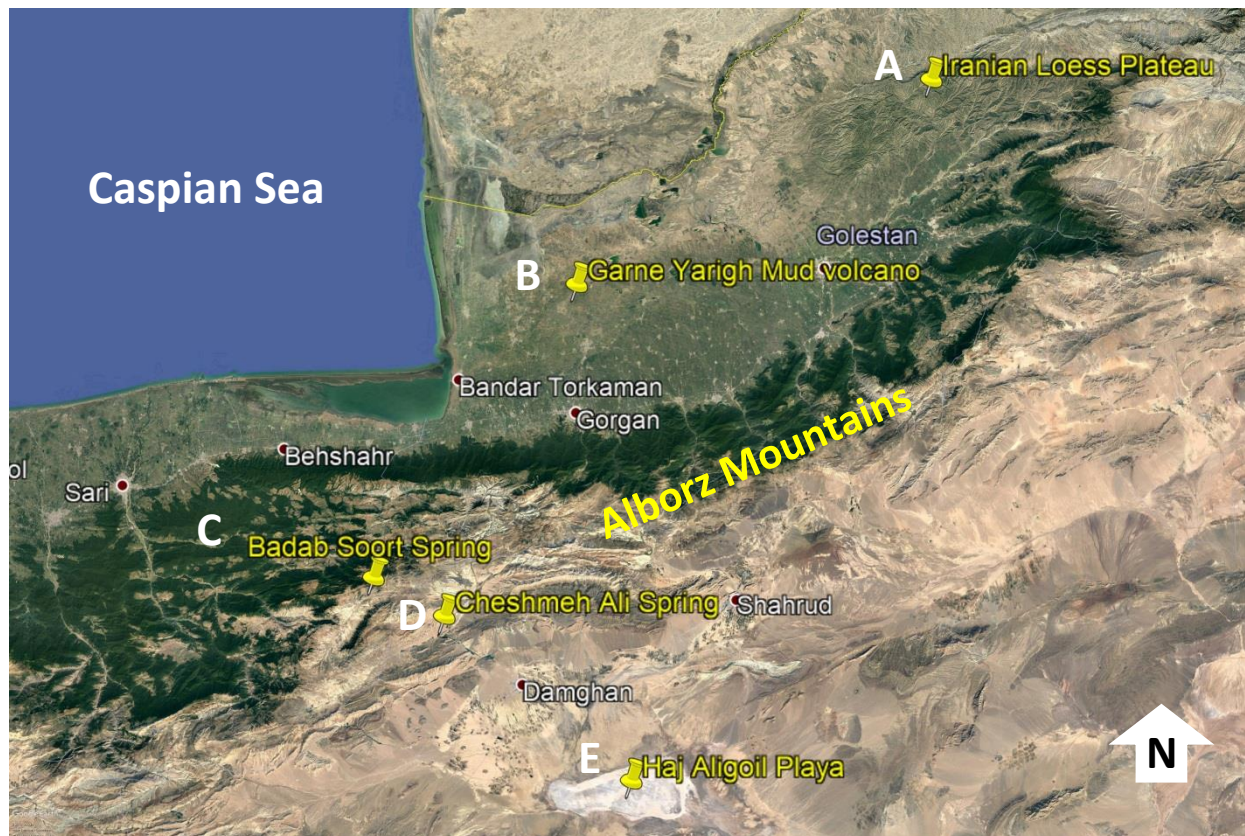 A
Iranian Loess Plateau
Caspian Sea
Golestan
B
Garne Yarigh Mud volcano
Bandar Torkaman
Gorgan
Alborz Mountains
Behshahr
ol
Sari
C
Badab Soort Spring
D
Cheshmeh Ali Spring
Shahrud
Damghan
E
Haj Aligoil Playa
N